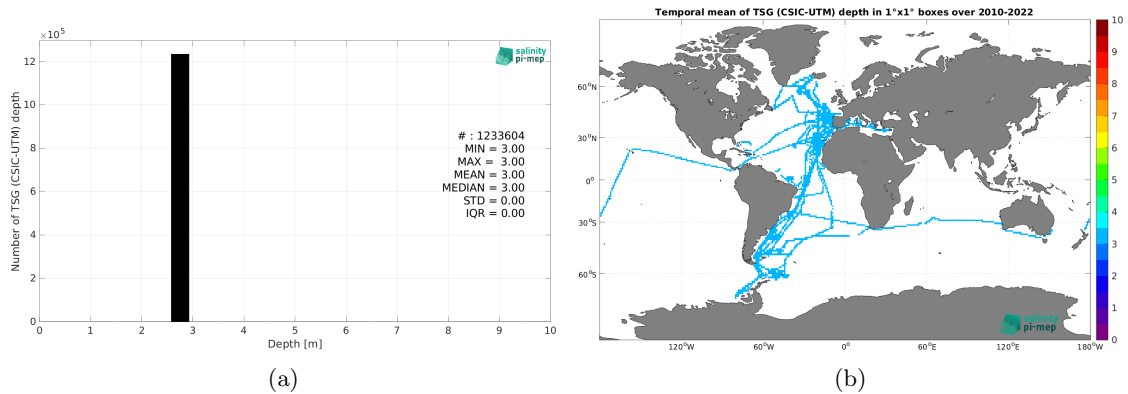 ×10⁵
12
10
8
6
4
2
0
Number of TSG (CSIC-UTM) depth
salinity
pi-mep
# : 1233604
MIN = 3.00
MAX = 3.00
MEAN = 3.00
MEDIAN = 3.00
STD = 0.00
IQR = 0.00
0 1 2 3 4 5 6 7 8 9 10
Depth [m]
(a)
Temporal mean of TSG (CSIC-UTM) depth in 1°x1° boxes over 2010-2022
60°N
30°N
0°
30°S
60°S
120°W 60°W 0° 60°E 120°E 180°W
salinity
pi-mep
10
9
8
7
6
5
4
3
2
1
0
(b)